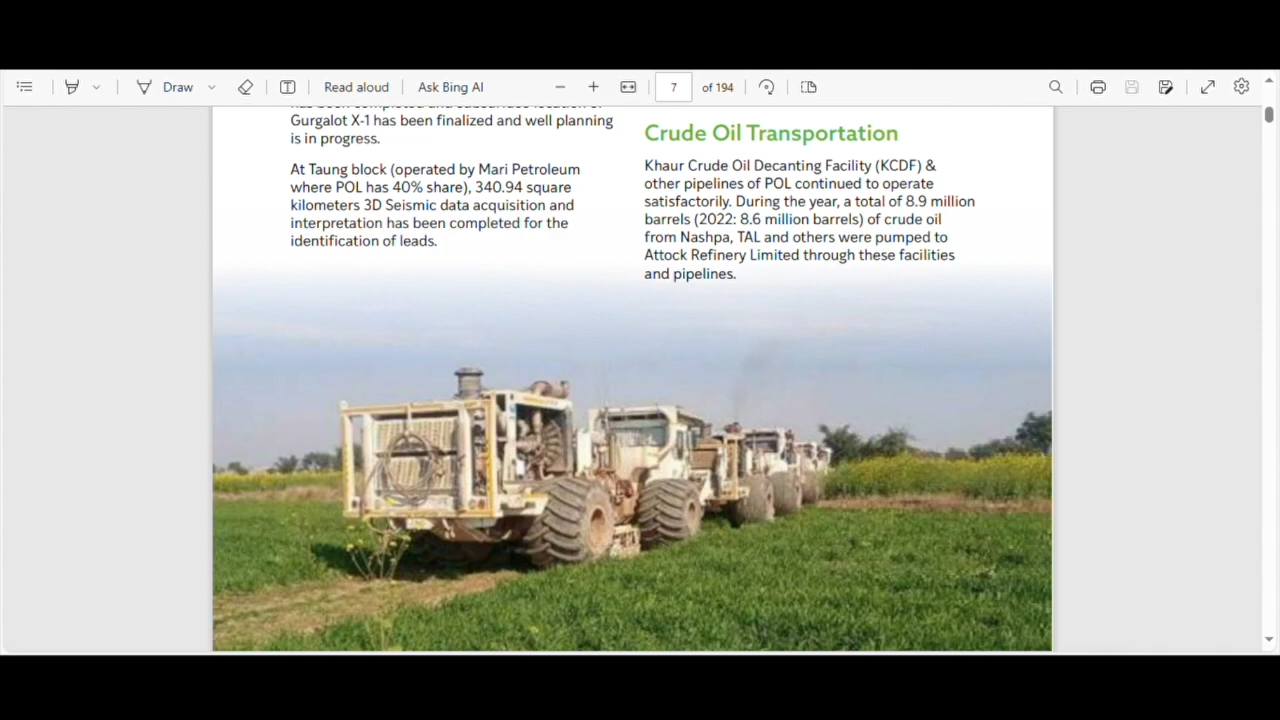 Draw
Read aloud
Ask Bing AI
7
of 194
Gurgalot X-1 has been finalized and well planning
is in progress.
At Taung block (operated by Mari Petroleum
where POL has 40% share), 340.94 square
kilometers 3D Seismic data acquisition and
interpretation has been completed for the
identification of leads.
Crude Oil Transportation
Khaur Crude Oil Decanting Facility (KCDF) &
other pipelines of POL continued to operate
satisfactorily. During the year, a total of 8.9 million
barrels (2022: 8.6 million barrels) of crude oil
from Nashpa, TAL and others were pumped to
Attock Refinery Limited through these facilities
and pipelines.